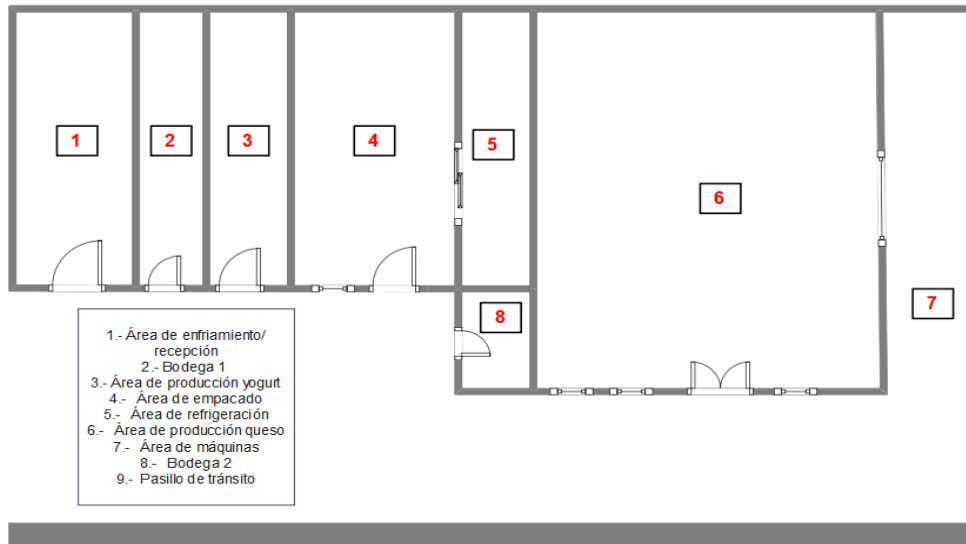 1
2
3
4
5
6
7
8
1.- Área de enfriamiento/
recepción
2.- Bodega 1
3.- Área de producción yogurt
4.- Área de empacado
5.- Área de refrigeración
6.- Área de producción queso
7.- Área de máquinas
8.- Bodega 2
9.- Pasillo de tránsito